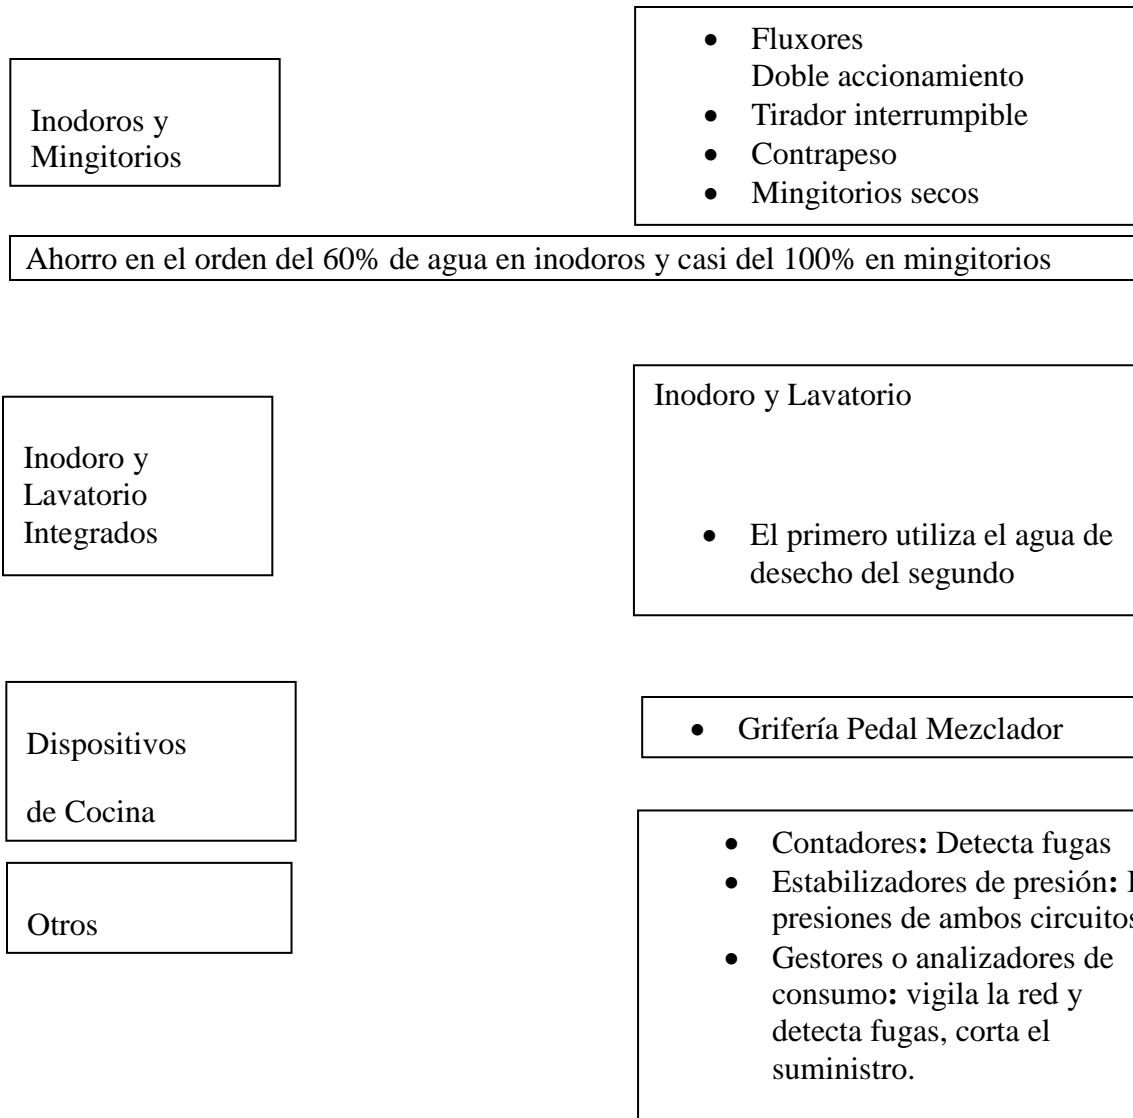 Inodoros y
Mingitorios
• Fluxores
Doble accionamiento
• Tirador interrumpible
• Contrapeso
• Mingitorios secos
Ahorro en el orden del 60% de agua en inodoros y casi del 100% en mingitorios
Inodoro y
Lavatorio
Integrados
Inodoro y Lavatorio
• El primero utiliza el agua de
desecho del segundo
Dispositivos
de Cocina
• Grifería Pedal Mezclador
Otros
• Contadores: Detecta fugas
• Estabilizadores de presión:
presiones de ambos circuitos
• Gestores o analizadores de
consumo: vigila la red y
detecta fugas, corta el
suministro.